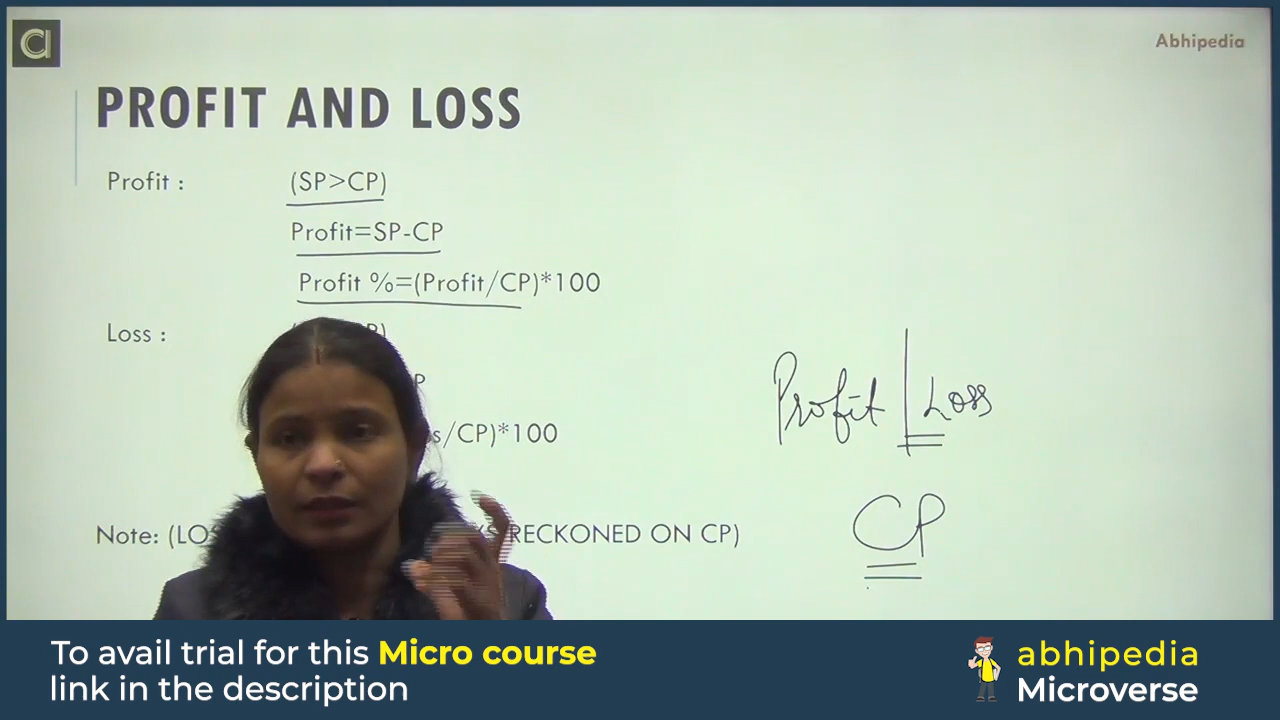 Abhipedia
PROFIT AND LOSS
Profit : (SP>CP)
Profit=SP-CP
Profit %=(Profit/CP)*100
Loss :
/CP)*100
Profit | Loss
CP
Note: RECKONED ON CP)
To avail trial for this Micro course
link in the description
abhipedia
Microverse